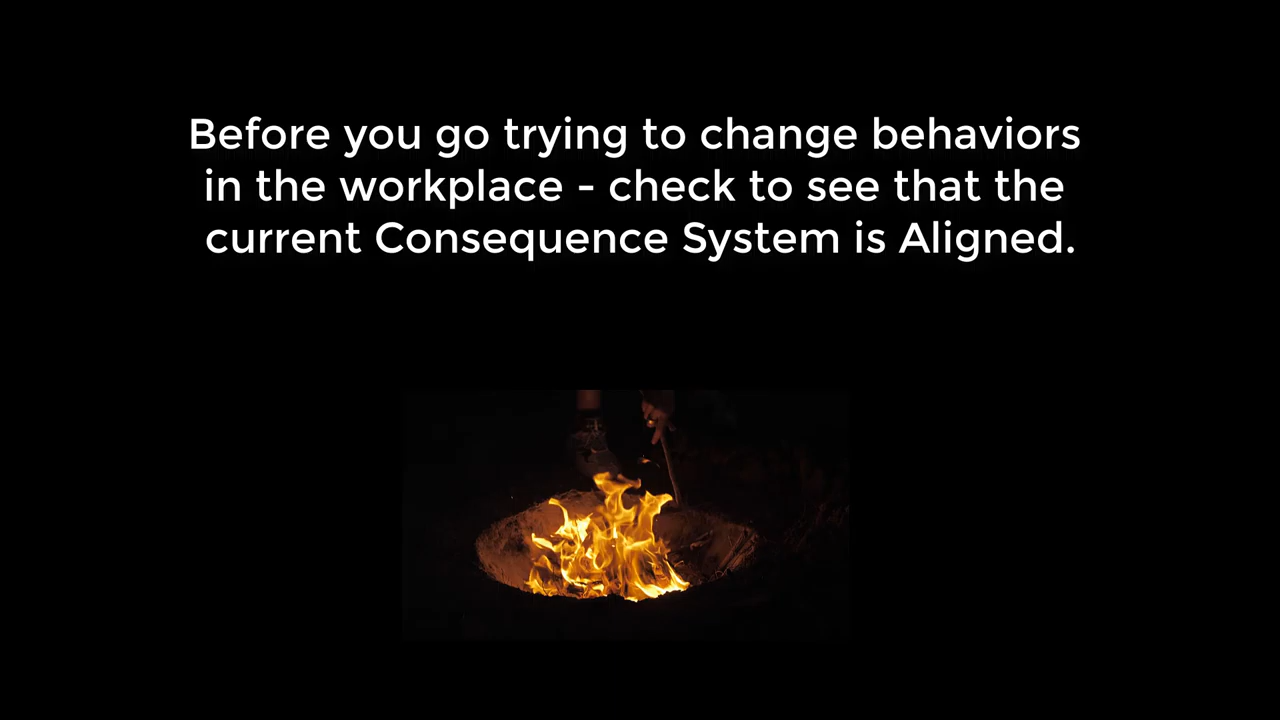 Before you go trying to change behaviors
in the workplace - check to see that the
current Consequence System is Aligned.